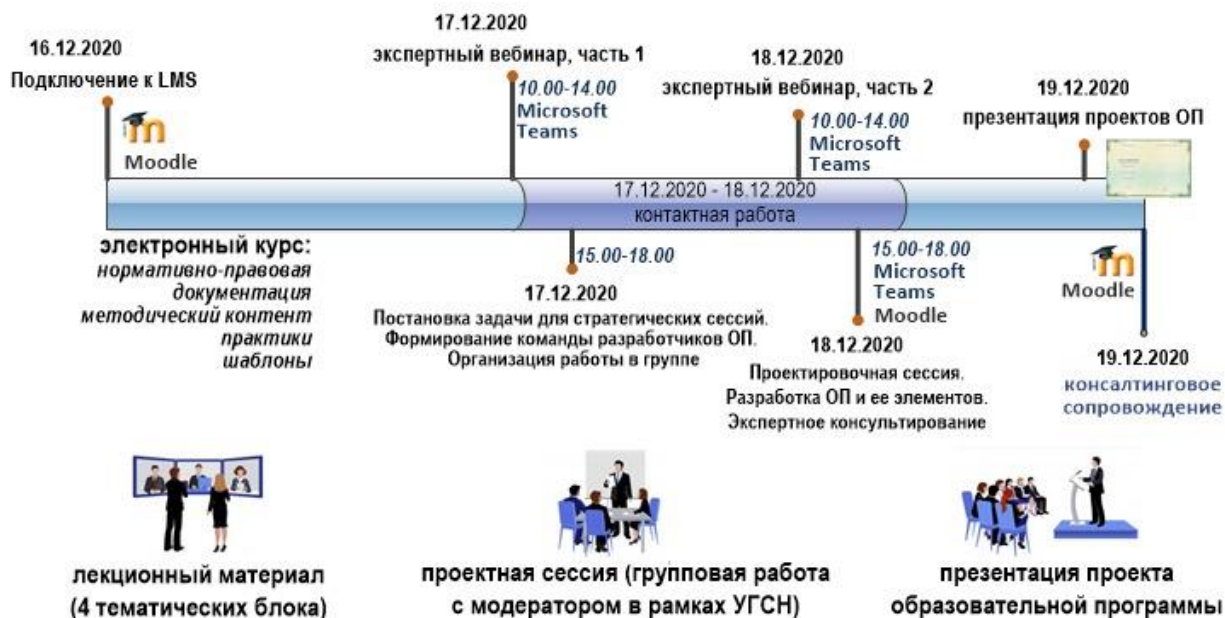 16.12.2020
Подключение к LMS
Moodle
17.12.2020
экспертный вебинар, часть 1
10.00-14.00
Microsoft
Teams
18.12.2020
экспертный вебинар, часть 2
10.00-14.00
Microsoft
Teams
19.12.2020
презентация проектов ОП
17.12.2020 - 18.12.2020
контактная работа
электронный курс:
нормативно-правовая
документация
методический контент
практики
шаблоны
15.00-18.00
17.12.2020
Постановка задачи для стратегических сессий.
Формирование команды разработчиков ОП.
Организация работы в группе
15.00-18.00
Microsoft
Teams
Moodle
18.12.2020
Проектировочная сессия.
Разработка ОП и ее элементов.
Экспертное консультирование
Moodle
19.12.2020
консалтинговое
сопровождение
лекционный материал
(4 тематических блока)
проектная сессия (групповая работа
с модератором в рамках УГСН)
презентация проекта
образовательной программы